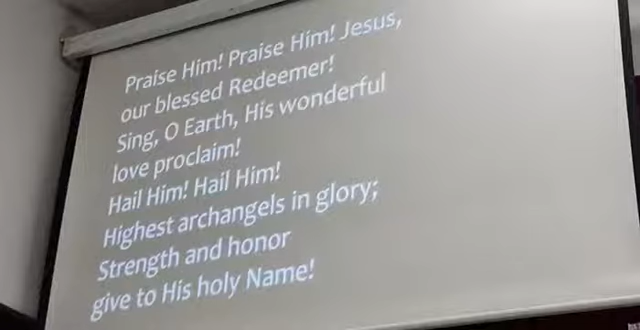 Praise Him! Praise Him! Jesus,
our blessed Redeemer!
Sing, O Earth, His wonderful
love proclaim!
Hail Him! Hail Him!
Highest archangels in glory;
Strength and honor
give to His holy Name!